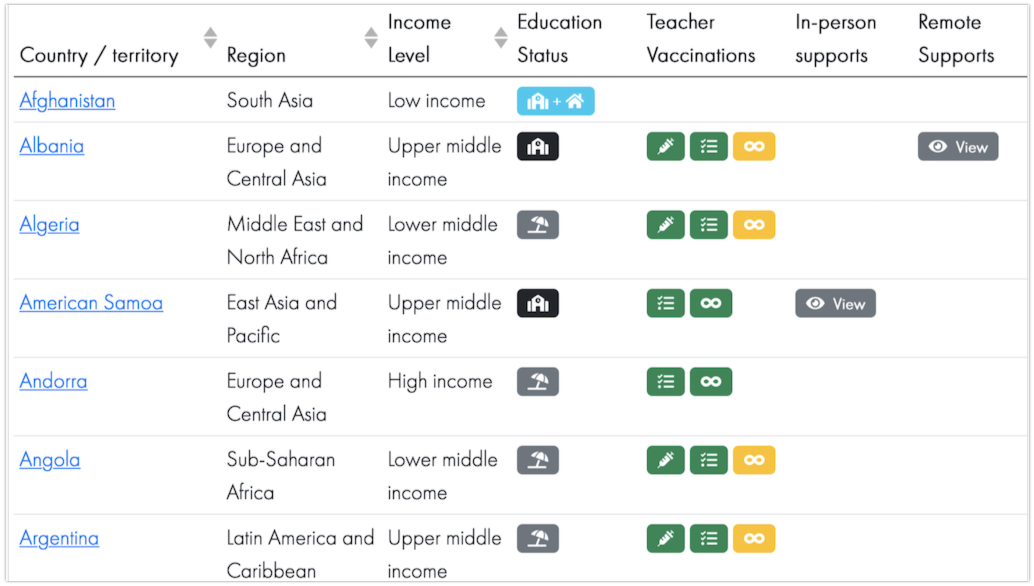 Country / territory Region Income Level Education Status Teacher Vaccinations In-person supports Remote Supports
Afghanistan South Asia Low income +
Albania Europe and Upper middle View
Central Asia income
Algeria Middle East and Lower middle
North Africa income
American Samoa East Asia and Upper middle View
Pacific income
Andorra Europe and High income
Central Asia
Angola Sub-Saharan Lower middle
Africa income
Argentina Latin America and Upper middle
Caribbean income